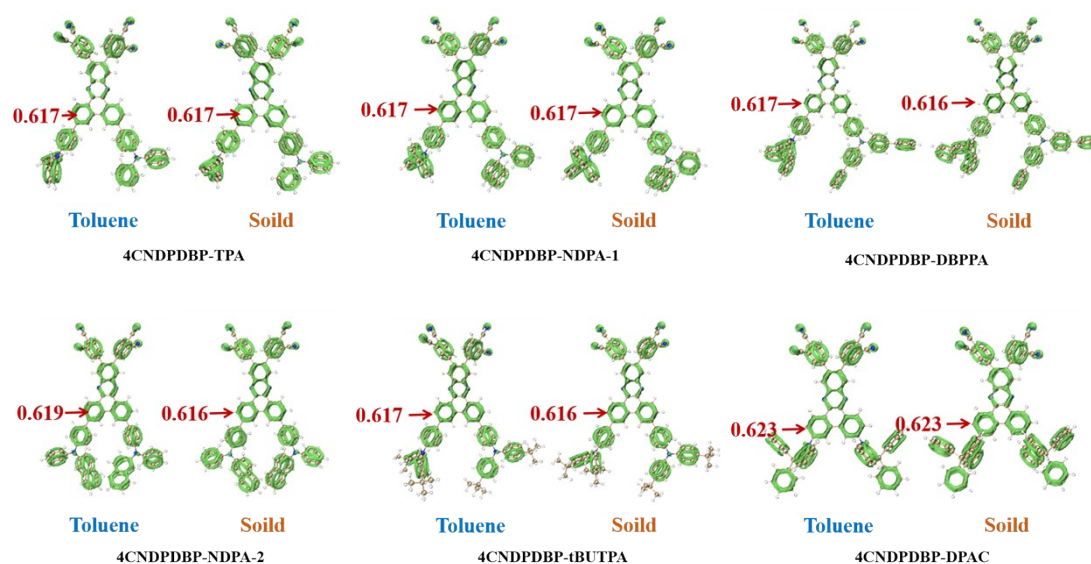 0.617
0.617
0.617
0.617
0.617
0.616
Toluene Soild
Toluene Soild
Toluene Soild
4CNDPDBP-TPA
4CNDPDBP-NDPA-1
4CNDPDBP-DBPPA
0.619
0.616
0.617
0.616
0.623
0.623
Toluene Soild
Toluene Soild
Toluene Soild
4CNDPDBP-NDPA-2
4CNDPDBP-tBUTPA
4CNDPDBP-DPAC